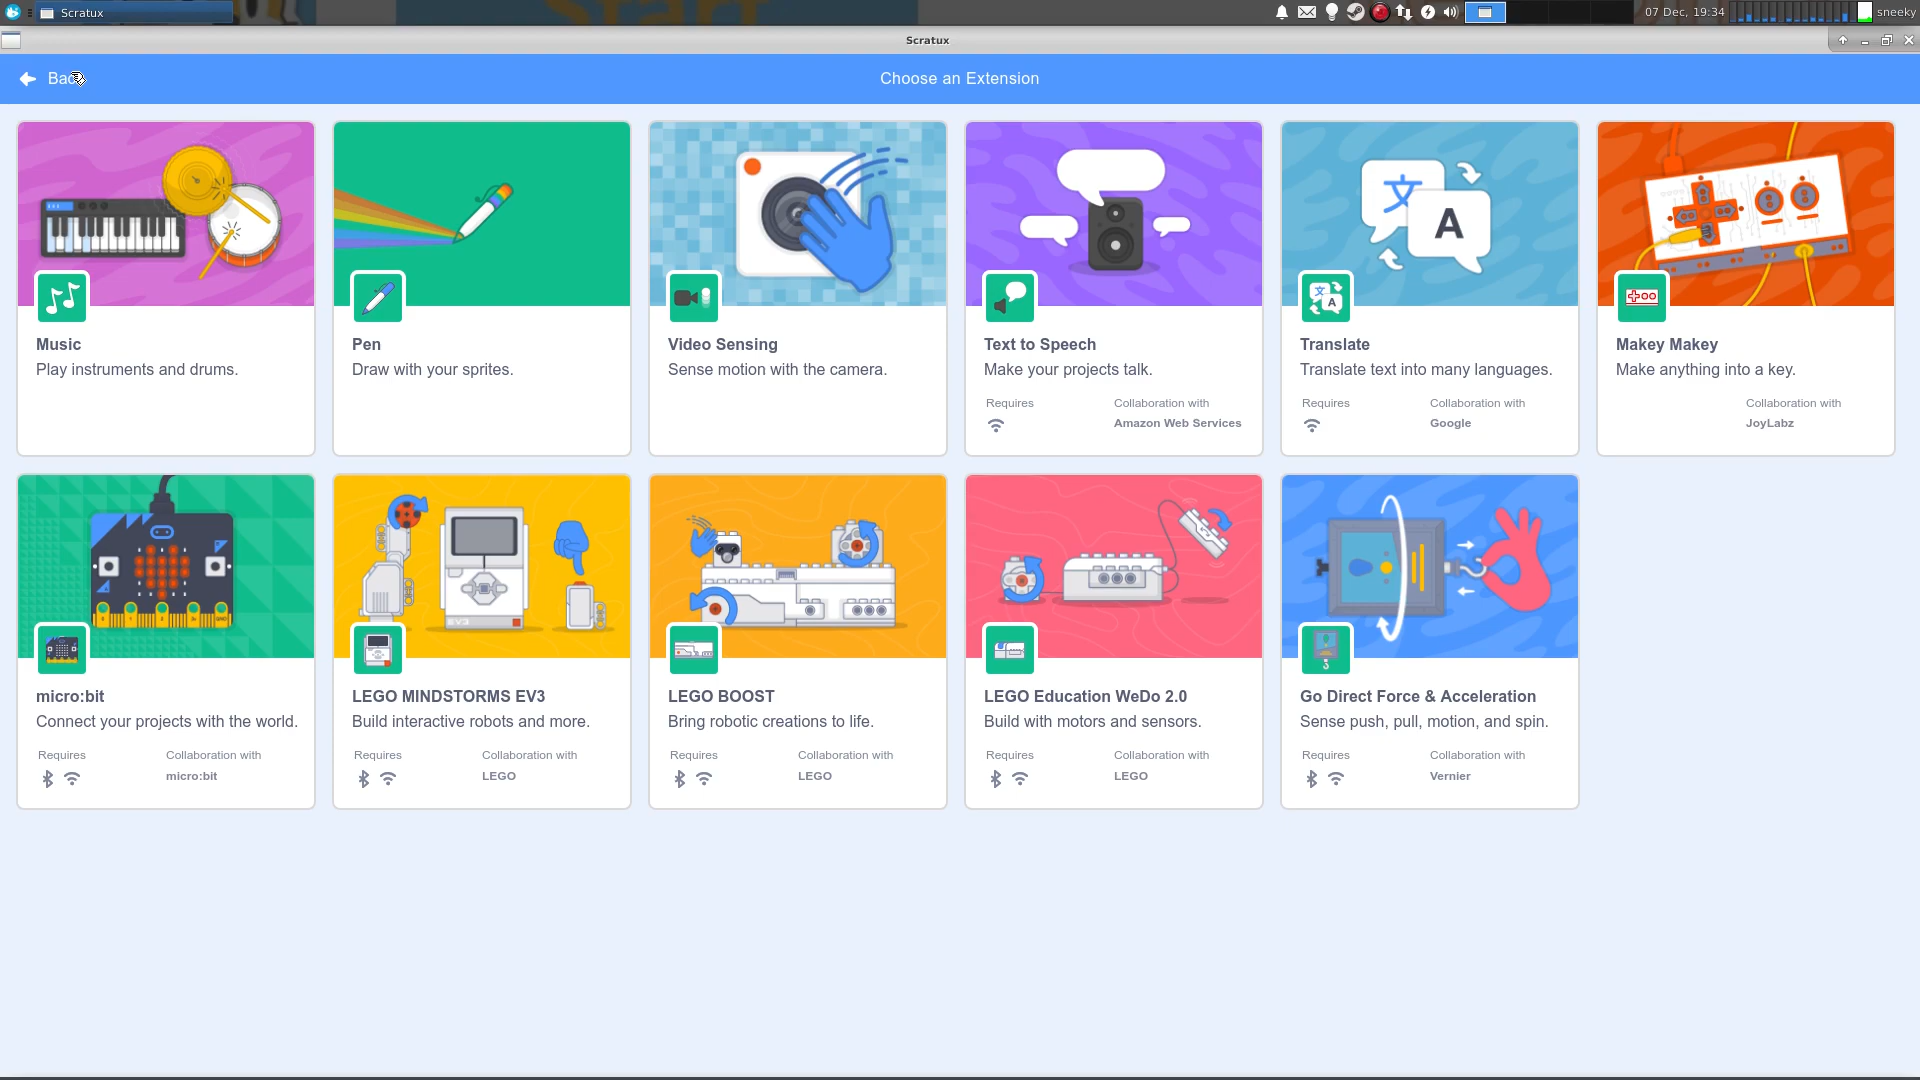 Scratux
07 Dec, 19:34
sneeky
Scratux
Choose an Extension
Music
Play instruments and drums.
Pen
Draw with your sprites.
Video Sensing
Sense motion with the camera.
Text to Speech
Make your projects talk.
Requires
Collaboration with
Amazon Web Services
Translate
Translate text into many languages.
Requires
Collaboration with
Google
Makey Makey
Make anything into a key.
Collaboration with
JoyLabz
micro:bit
Connect your projects with the world.
Requires
Collaboration with
micro:bit
EV3
LEGO MINDSTORMS EV3
Build interactive robots and more.
Requires
Collaboration with
LEGO
LEGO BOOST
Bring robotic creations to life.
Requires
Collaboration with
LEGO
LEGO Education WeDo 2.0
Build with motors and sensors.
Requires
Collaboration with
LEGO
Go Direct Force & Acceleration
Sense push, pull, motion, and spin.
Requires
Collaboration with
Vernier
文
A
文
A